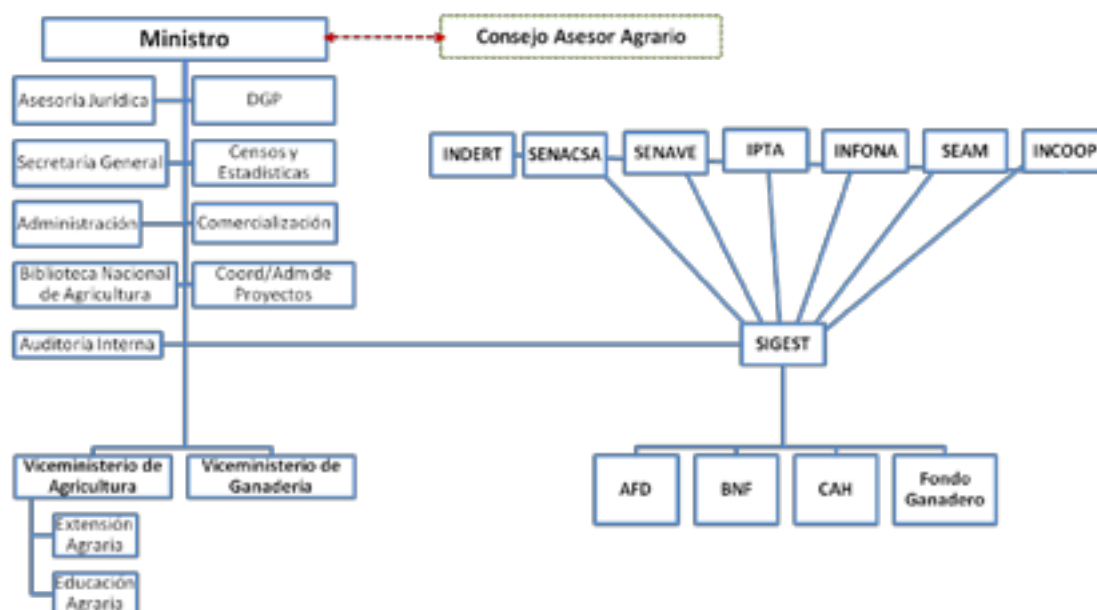 Ministro
Consejo Asesor Agrario
Asesoría Jurídica
DGP
Secretaría General
Censos y
Estadísticas
Administración
Comercialización
Biblioteca Nacional
de Agricultura
Coord/Adm de
Proyectos
Auditoría Interna
INDERT
SENACSA
SENAVE
IPTA
INFONA
SEAM
INCOOP
SIGEST
Viceministerio de
Agricultura
Viceministerio de
Ganadería
Extensión
Agraria
Educación
Agraria
AFD
BNF
CAH
Fondo
Ganadero